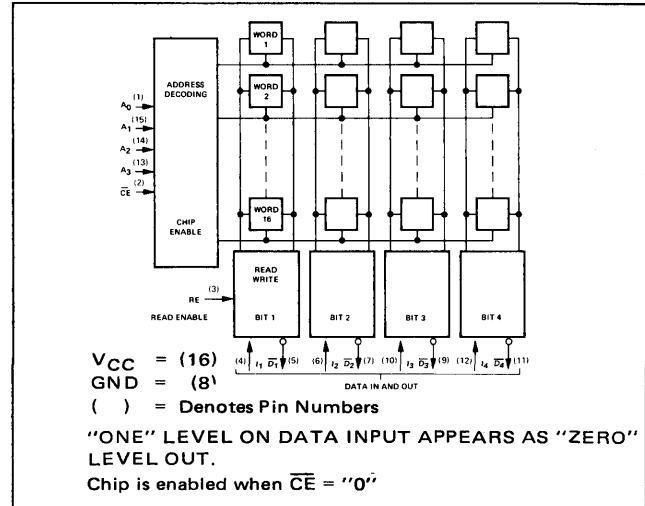 WORD
1
ADDRESS
DECODING
WORD
2
A0 (1)
A1 (15)
A2 (14)
A3 (13)
CE (2)
CHIP
ENABLE
WORD
16
READ
WRITE
RE (3)
READ ENABLE
BIT 1 BIT 2 BIT 3 BIT 4
(4) I1 D1 (5) (6) I2 D2 (7) (10) I3 D3 (9) (12) I4 D4 (11)
DATA IN AND OUT
VCC = (16)
GND = (8)
( ) = Denotes Pin Numbers
"ONE" LEVEL ON DATA INPUT APPEARS AS "ZERO"
LEVEL OUT.
Chip is enabled when CE = "0"